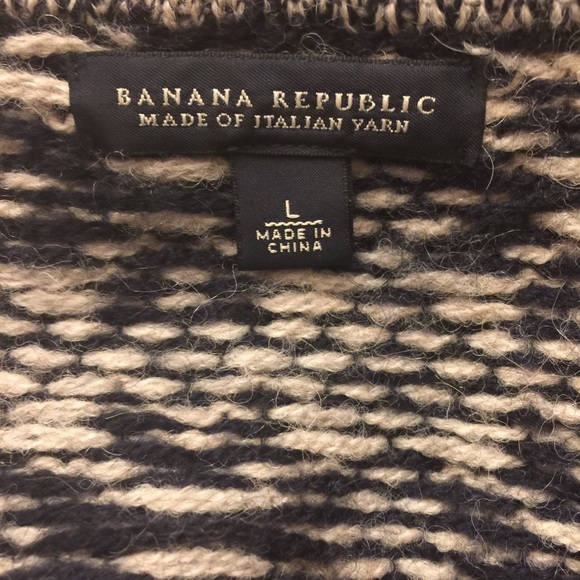 BANANA REPUBLIC
MADE OF ITALIAN YARN
L
MADE IN
CHINA